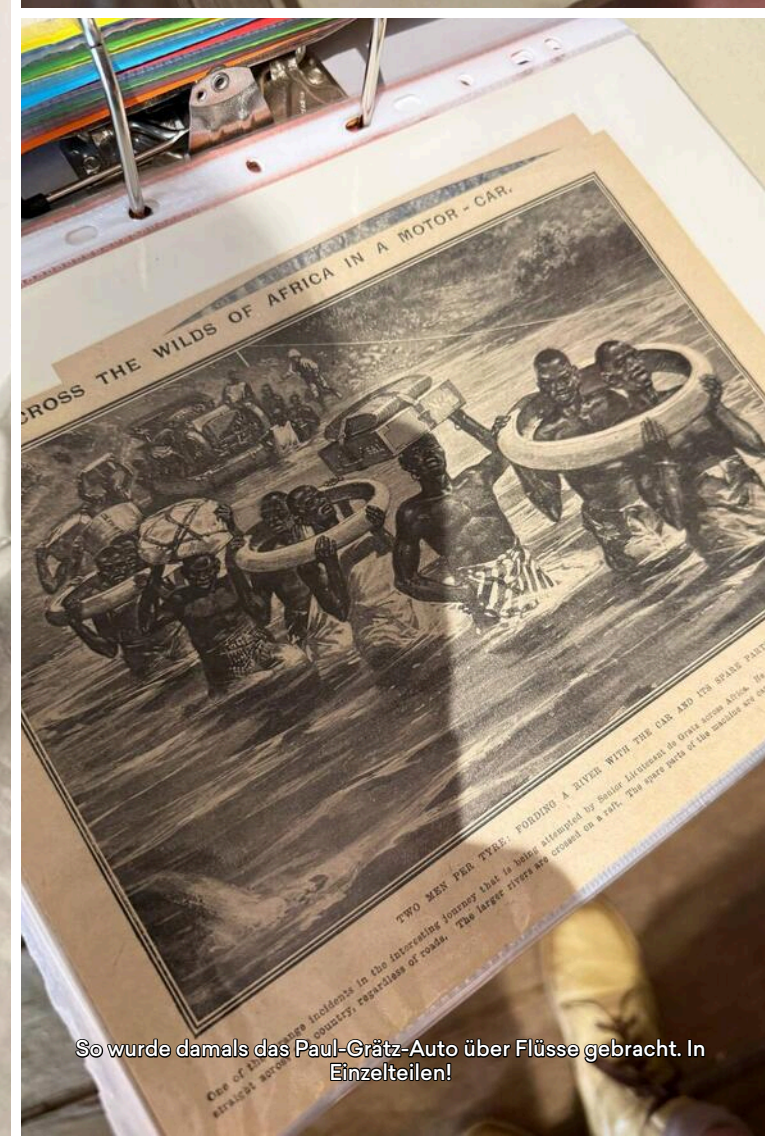 CROSS THE WILDS OF AFRICA IN A MOTOR-CAR.
TWO MEN PER TYRE: FORDING A RIVER WITH THE CAR AND ITS SPARE PART
One of the incidents in the interesting journey that is being attempted by Senior Lieutenant de Gratz across Africa. He
straight across country, regardless of roads. The larger rivers are crossed on a raft. The spare parts of the machine are
So wurde damals das Paul-Grätz-Auto über Flüsse gebracht. In
Einzelteilen!